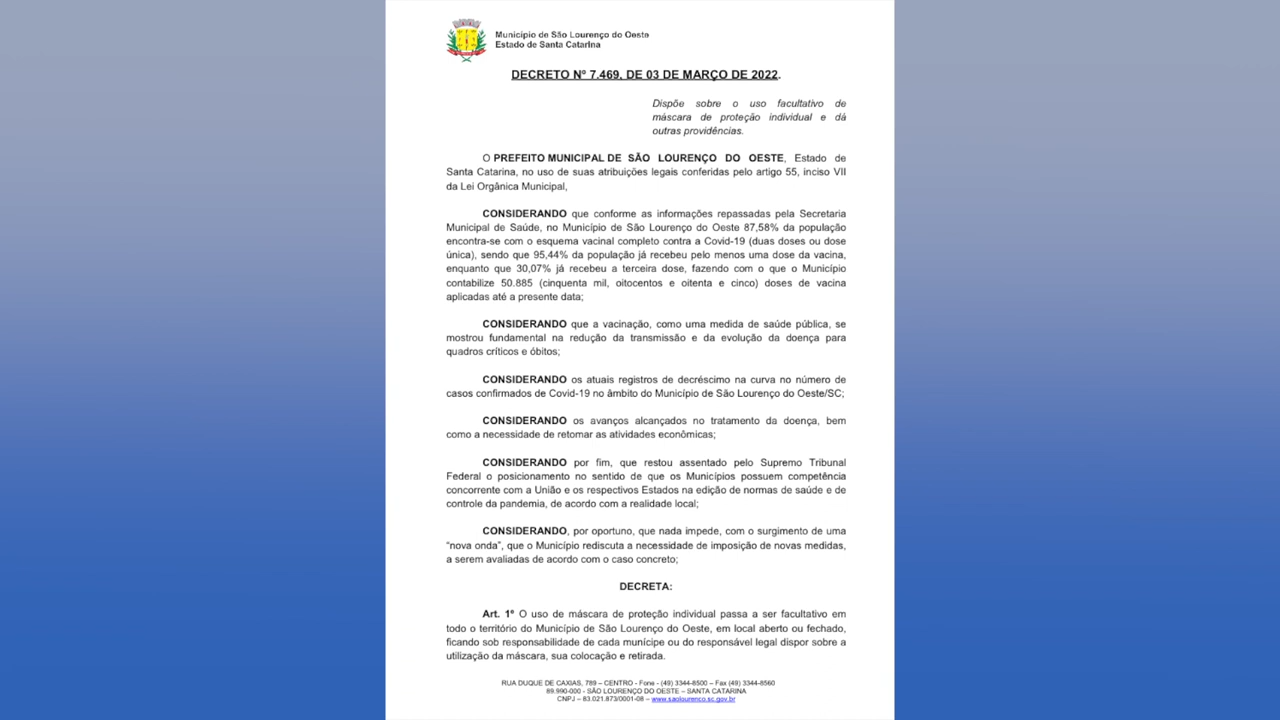 Município de São Lourenço do Oeste
Estado de Santa Catarina
DECRETO Nº 7.469, DE 03 DE MARÇO DE 2022.
Dispõe sobre o uso facultativo de
máscara de proteção individual e dá
outras providências.
O PREFEITO MUNICIPAL DE SÃO LOURENÇO DO OESTE, Estado de
Santa Catarina, no uso de suas atribuições legais conferidas pelo artigo 55, inciso VII
da Lei Orgânica Municipal,
CONSIDERANDO que conforme as informações repassadas pela Secretaria
Municipal de Saúde, no Município de São Lourenço do Oeste 87,58% da população
encontra-se com o esquema vacinal completo contra a Covid-19 (duas doses ou dose
única), sendo que 95,44% da população já recebeu pelo menos uma dose da vacina,
enquanto que 30,07% já recebeu a terceira dose, fazendo com o que o Município
contabilize 50.885 (cinquenta mil, oitocentos e oitenta e cinco) doses de vacina
aplicadas até a presente data;
CONSIDERANDO que a vacinação, como uma medida de saúde pública, se
mostrou fundamental na redução da transmissão e da evolução da doença para
quadros críticos e óbitos;
CONSIDERANDO os atuais registros de decréscimo na curva no número de
casos confirmados de Covid-19 no âmbito do Município de São Lourenço do Oeste/SC;
CONSIDERANDO os avanços alcançados no tratamento da doença, bem
como a necessidade de retomar as atividades econômicas;
CONSIDERANDO por fim, que restou assentado pelo Supremo Tribunal
Federal o posicionamento no sentido de que os Municípios possuem competência
concorrente com a União e os respectivos Estados na edição de normas de saúde e de
controle da pandemia, de acordo com a realidade local;
CONSIDERANDO, por oportuno, que nada impede, com o surgimento de uma
“nova onda”, que o Município rediscuta a necessidade de imposição de novas medidas,
a serem avaliadas de acordo com o caso concreto;
DECRETA:
Art. 1º O uso de máscara de proteção individual passa a ser facultativo em
todo o território do Município de São Lourenço do Oeste, em local aberto ou fechado,
ficando sob responsabilidade de cada munícipe ou do responsável legal dispor sobre a
utilização da máscara, sua colocação e retirada.
RUA DUQUE DE CAXIAS, 789 – CENTRO - Fone - (49) 3344-8500 – Fax (49) 3344-8560
89.990-000 - SÃO LOURENÇO DO OESTE – SANTA CATARINA
CNPJ – 83.021.873/0001-08 – www.saolourenco.sc.gov.br